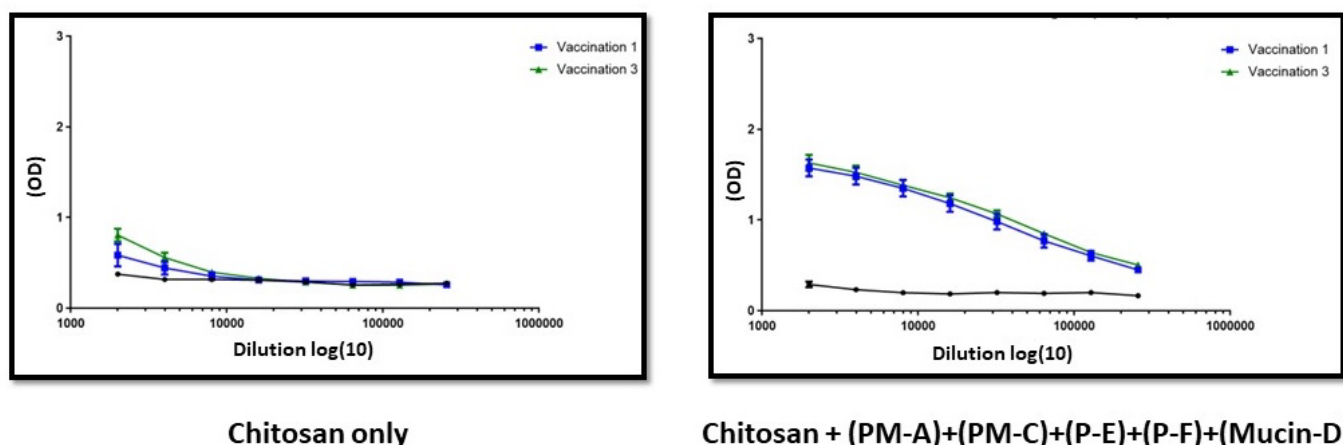 3
Vaccination 1
Vaccination 3
2
(OD)
1
0
1000
10000
100000
1000000
Dilution log(10)
Chitosan only
3
Vaccination 1
Vaccination 3
2
(OD)
1
0
1000
10000
100000
1000000
Dilution log(10)
Chitosan + (PM-A)+(PM-C)+(P-E)+(P-F)+(Mucin-D